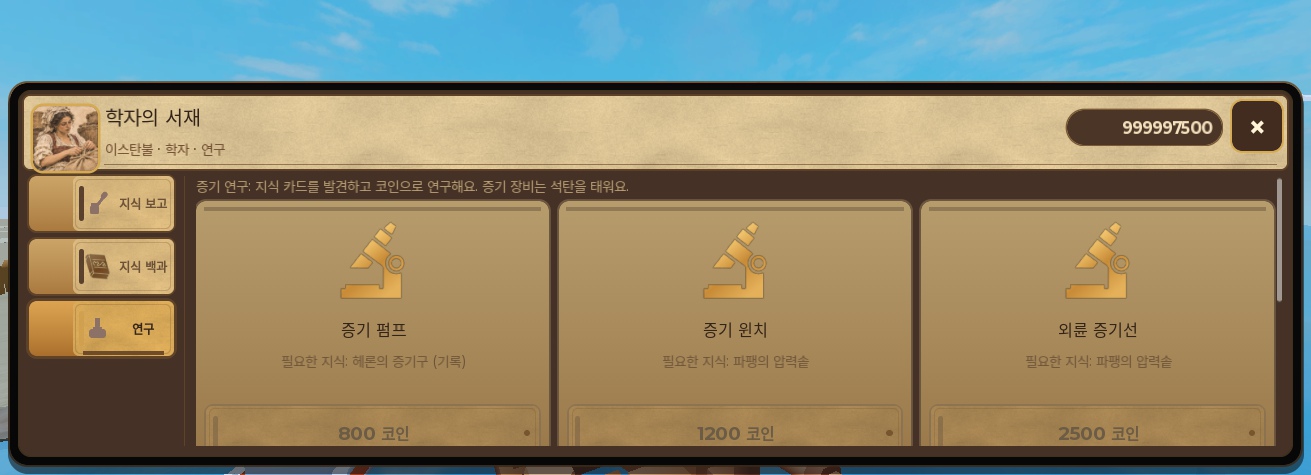 학자의 서재
이스탄불 · 학자 · 연구
999997500
×
지식 보고
지식 백과
연구
증기 연구: 지식 카드를 발견하고 코인으로 연구해요. 증기 장비는 석탄을 태워요.
증기 펌프
필요한 지식: 헤론의 증기구 (기록)
800 코인
증기 윈치
필요한 지식: 파팽의 압력솥
1200 코인
외륜 증기선
필요한 지식: 파팽의 압력솥
2500 코인